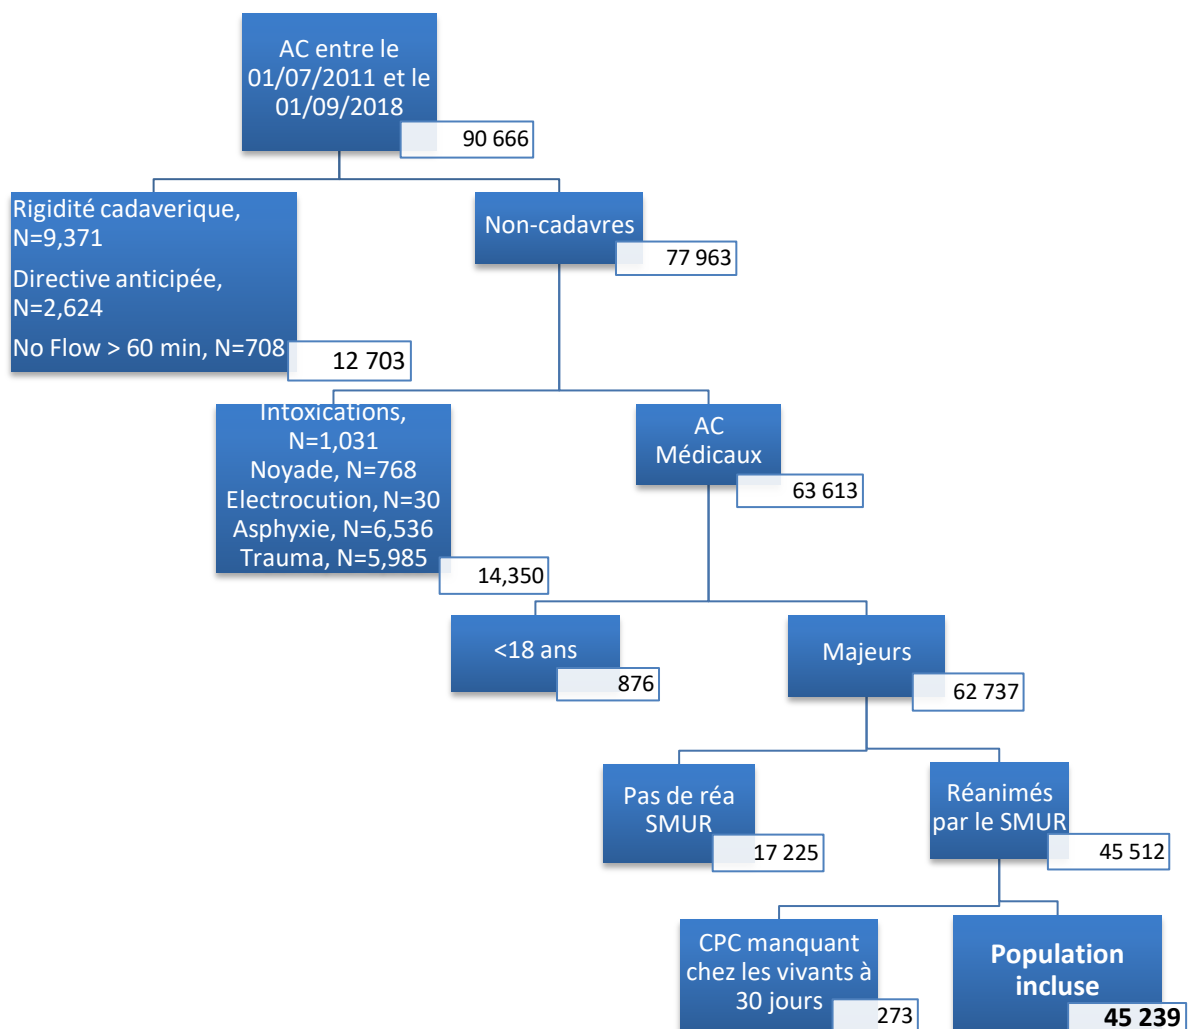 AC entre le
01/07/2011 et le
01/09/2018
90 666
Rigidité cadaverique,
N=9,371
Directive anticipée,
N=2,624
No Flow > 60 min, N=708
12 703
Non-cadavres
77 963
Intoxications,
N=1,031
Noyade, N=768
Electrocution, N=30
Asphyxie, N=6,536
Trauma, N=5,985
14,350
AC
Médicaux
63 613
<18 ans
876
Majeurs
62 737
Pas de réa
SMUR
17 225
Réanimés
par le SMUR
45 512
CPC manquant
chez les vivants à
30 jours
273
Population
incluse
45 239